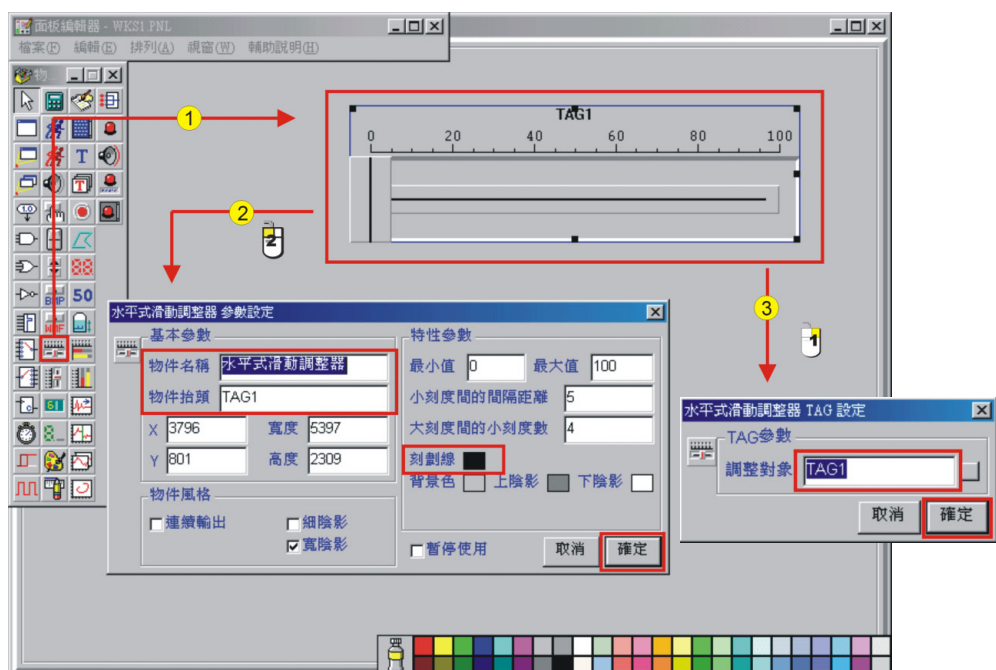 面板編輯器 - WKS1.PNL
檔案(F) 編輯(E) 排列(A) 視窗(W) 輔助說明(H)
物
1
TAG1
0 20 40 60 80 100
2
2
3
1
T
T
1.0
88
BMP 50
WMF
水平式滑動調整器 參數設定
基本參數
物件名稱 水平式滑動調整器
物件抬頭 TAG1
X 3796 寬度 5397
Y 801 高度 2309
物件風格
連續輸出 細陰影
寬陰影
特性參數
最小值 0 最大值 100
小刻度間的間隔距離 5
大刻度間的小刻度數 4
刻劃線
背景色 上陰影 下陰影
暫停使用 取消 確定
水平式滑動調整器 TAG 設定
TAG參數
調整對象 TAG1
取消 確定